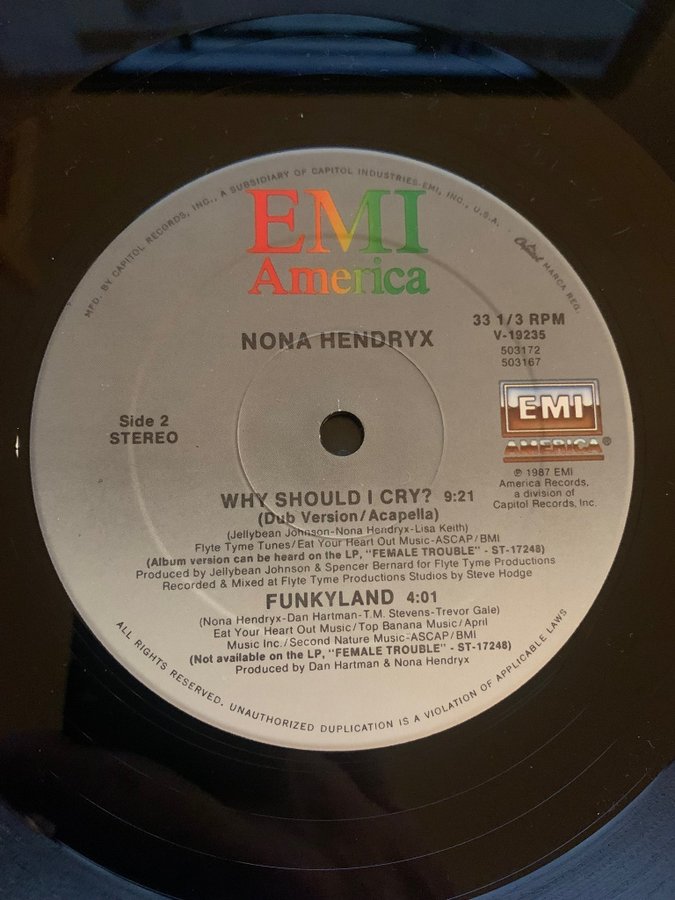 MFD. BY CAPITOL RECORDS, INC., A SUBSIDIARY OF CAPITOL INDUSTRIES-EMI, INC., U.S.A.
Capitol MARCA REG.
EMI
America
NONA HENDRYX
33 1/3 RPM
V-19235
503172
503167
Side 2
STEREO
EMI
AMERICA®
℗ 1987 EMI
America Records,
a division of
Capitol Records, Inc.
WHY SHOULD I CRY? 9:21
(Dub Version/Acapella)
(Jellybean Johnson-Nona Hendryx-Lisa Keith)
Flyte Tyme Tunes/Eat Your Heart Out Music-ASCAP/BMI
(Album version can be heard on the LP, "FEMALE TROUBLE" - ST-17248)
Produced by Jellybean Johnson & Spencer Bernard for Flyte Tyme Productions
Recorded & Mixed at Flyte Tyme Productions Studios by Steve Hodge
FUNKYLAND 4:01
(Nona Hendryx-Dan Hartman-T.M. Stevens-Trevor Gale)
Eat Your Heart Out Music/Top Banana Music/April
Music Inc./Second Nature Music-ASCAP/BMI
(Not available on the LP, "FEMALE TROUBLE" - ST-17248)
Produced by Dan Hartman & Nona Hendryx
ALL RIGHTS RESERVED. UNAUTHORIZED DUPLICATION IS A VIOLATION OF APPLICABLE LAWS